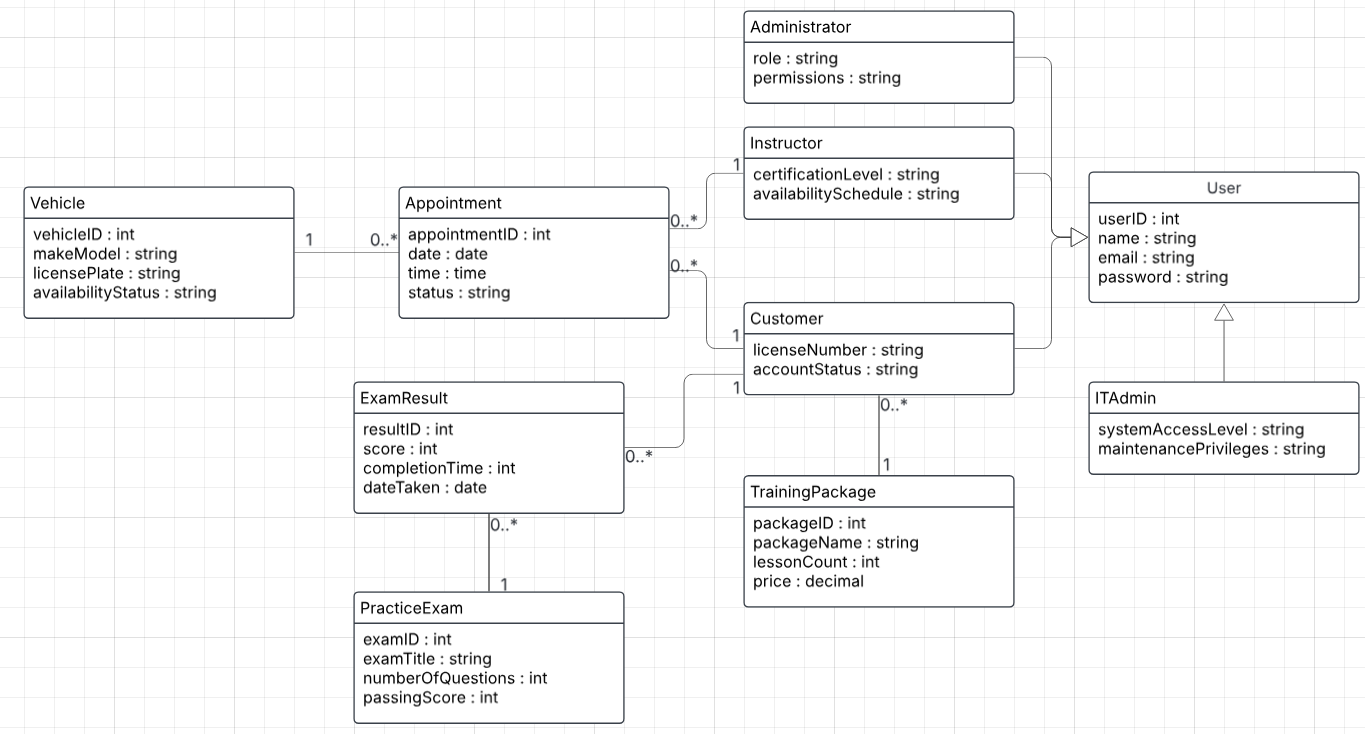 Administrator
role : string
permissions : string
Instructor
certificationLevel : string
availabilitySchedule : string
1
User
userID : int
name : string
email : string
password : string
Vehicle
vehicleID : int
makeModel : string
licensePlate : string
availabilityStatus : string
1
0..*
Appointment
appointmentID : int
date : date
time : time
status : string
0..*
0..*
1
Customer
licenseNumber : string
accountStatus : string
1
0..*
1
ITAdmin
systemAccessLevel : string
maintenancePrivileges : string
ExamResult
resultID : int
score : int
completionTime : int
dateTaken : date
0..*
0..*
1
TrainingPackage
packageID : int
packageName : string
lessonCount : int
price : decimal
PracticeExam
examID : int
examTitle : string
numberOfQuestions : int
passingScore : int